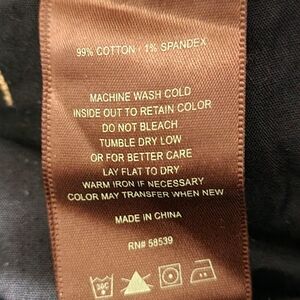 99% COTTON / 1% SPANDEX
MACHINE WASH COLD
INSIDE OUT TO RETAIN COLOR
DO NOT BLEACH
TUMBLE DRY LOW
OR FOR BETTER CARE
LAY FLAT TO DRY
WARM IRON IF NECESSARY
COLOR MAY TRANSFER WHEN NEW
MADE IN CHINA
RN# 58539
30C